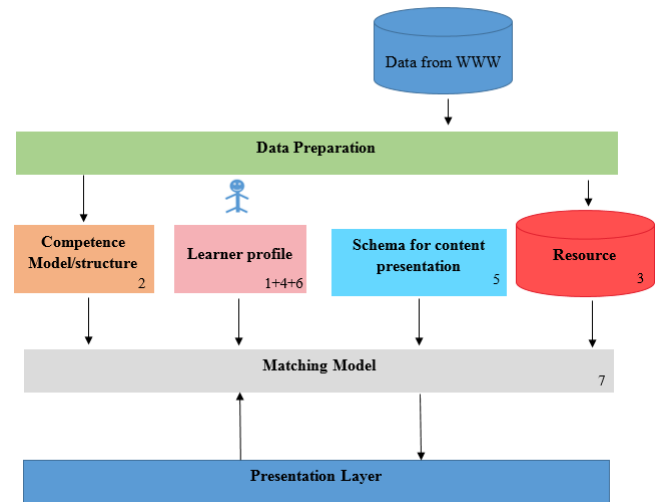 Data from WWW
Data Preparation
Competence
Model/structure
2
Learner profile
1+4+6
Schema for content
presentation
5
Resource
3
Matching Model
7
Presentation Layer